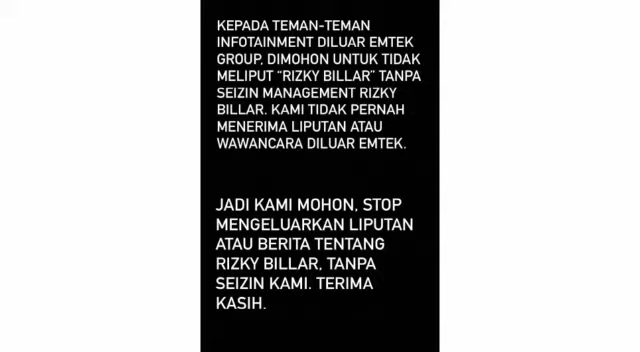 KEPADA TEMAN-TEMAN
INFOTAINMENT DILUAR EMTEK
GROUP, DIMOHON UNTUK TIDAK
MELIPUT “RIZKY BILLAR” TANPA
SEIZIN MANAGEMENT RIZKY
BILLAR. KAMI TIDAK PERNAH
MENERIMA LIPUTAN ATAU
WAWANCARA DILUAR EMTEK.
JADI KAMI MOHON, STOP
MENGELUARKAN LIPUTAN
ATAU BERITA TENTANG
RIZKY BILLAR, TANPA
SEIZIN KAMI. TERIMA
KASIH.